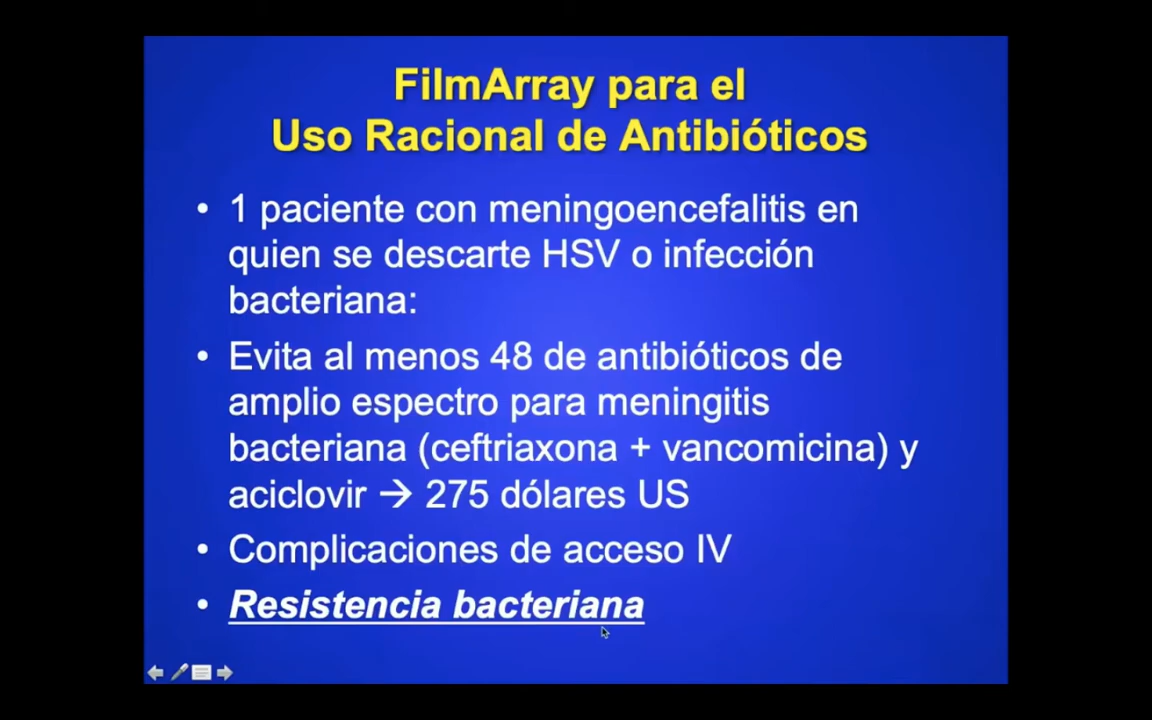 FilmArray para el
Uso Racional de Antibióticos
• 1 paciente con meningoencefalitis en
quien se descarte HSV o infección
bacteriana:
• Evita al menos 48 de antibióticos de
amplio espectro para meningitis
bacteriana (ceftriaxona + vancomicina) y
aciclovir → 275 dólares US
• Complicaciones de acceso IV
• Resistencia bacteriana